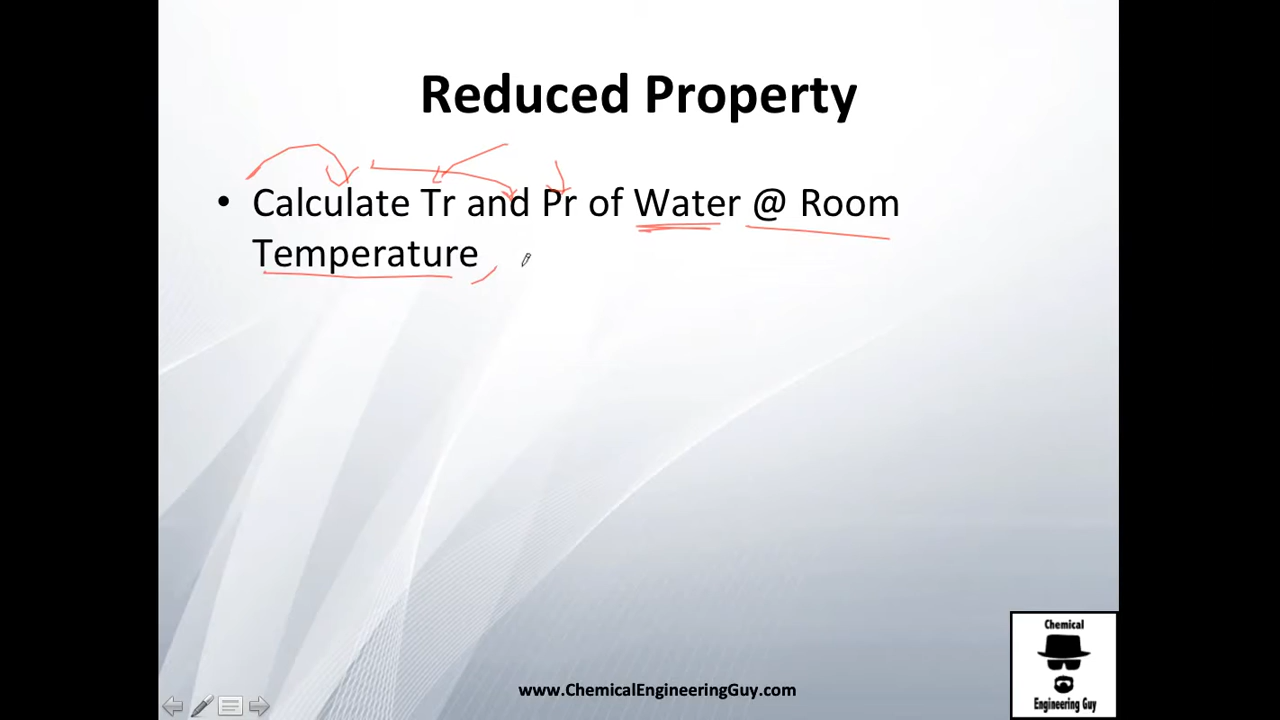 Reduced Property
• Calculate Tr and Pr of Water @ Room
Temperature
Chemical
Engineering Guy
www.ChemicalEngineeringGuy.com